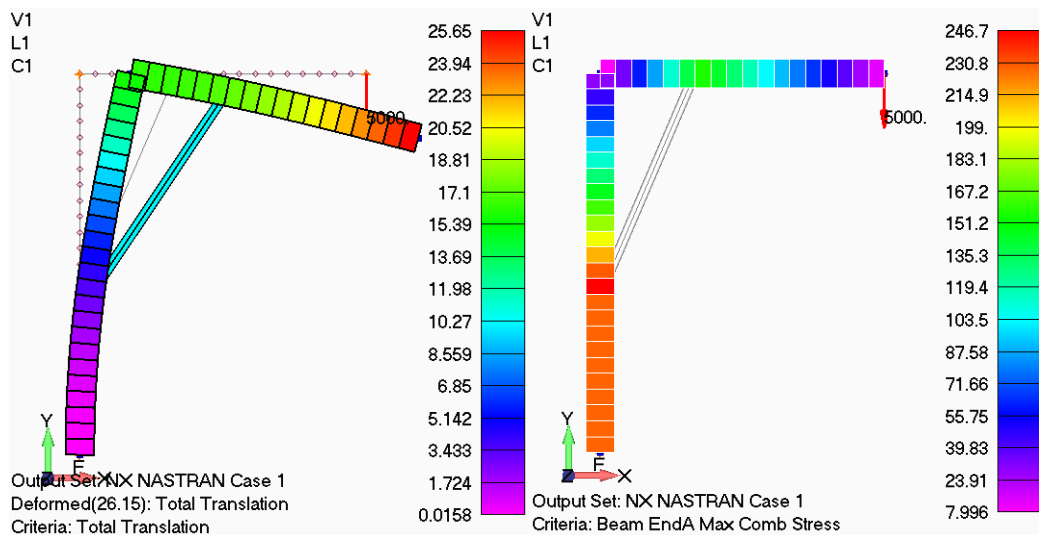 V1
L1
C1
25.65
23.94
22.23
20.52
18.81
17.1
15.39
13.69
11.98
10.27
8.559
6.85
5.142
3.433
1.724
0.0158
5000.
Y
X
F
Output Set: NX NASTRAN Case 1
Deformed(26.15): Total Translation
Criteria: Total Translation
V1
L1
C1
246.7
230.8
214.9
199.
183.1
167.2
151.2
135.3
119.4
103.5
87.58
71.66
55.75
39.83
23.91
7.996
5000.
Y
X
F
Output Set: NX NASTRAN Case 1
Criteria: Beam EndA Max Comb Stress